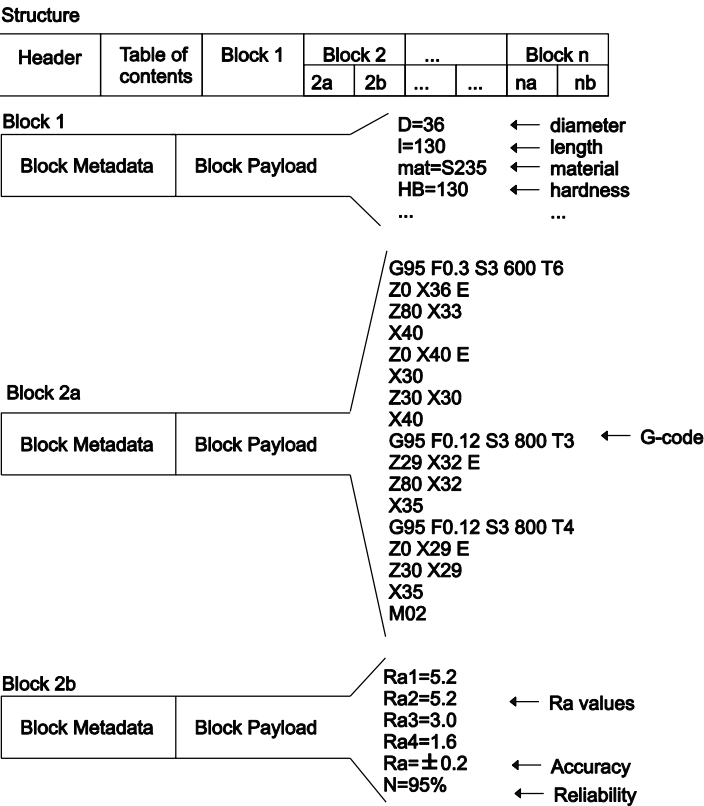 Structure
Header
Table of
contents
Block 1
Block 2
...
Block n
2a
2b
...
...
na
nb
Block 1
Block Metadata
Block Payload
D=36 ← diameter
l=130 ← length
mat=S235 ← material
HB=130 ← hardness
... ...
Block 2a
Block Metadata
Block Payload
G95 F0.3 S3 600 T6
Z0 X36 E
Z80 X33
X40
Z0 X40 E
X30
Z30 X30
X40
G95 F0.12 S3 800 T3 ← G-code
Z29 X32 E
Z80 X32
X35
G95 F0.12 S3 800 T4
Z0 X29 E
Z30 X29
X35
M02
Block 2b
Block Metadata
Block Payload
Ra1=5.2
Ra2=5.2 ← Ra values
Ra3=3.0
Ra4=1.6
Ra=±0.2 ← Accuracy
N=95% ← Reliability